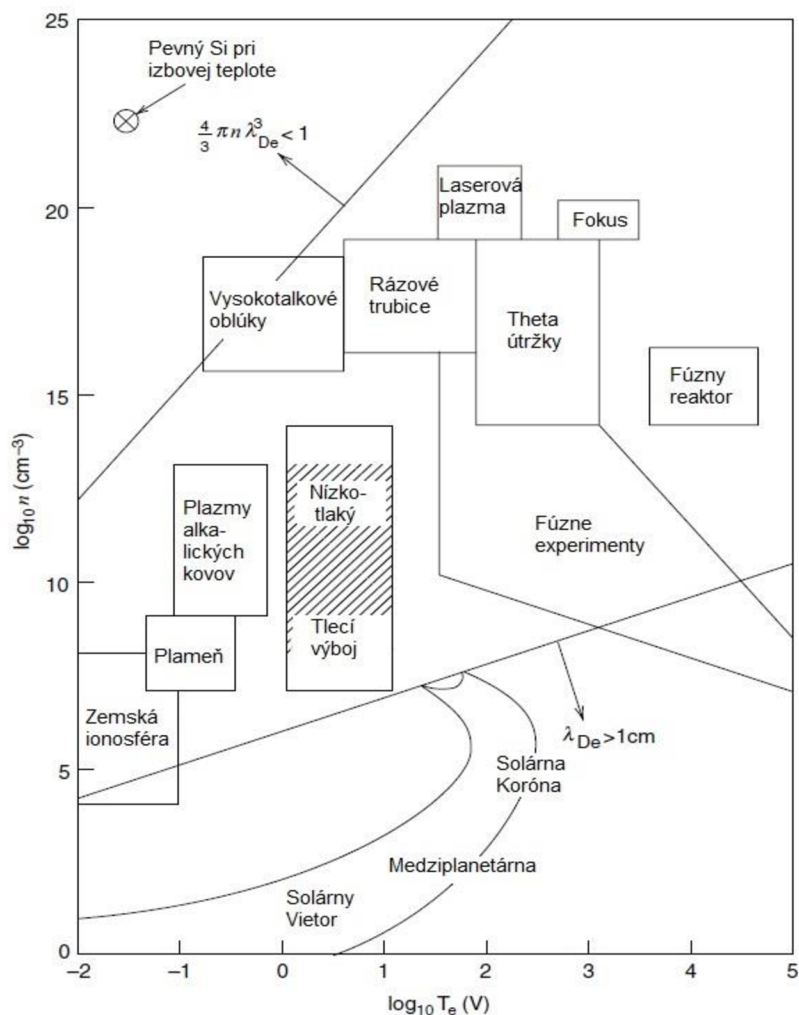 25
Pevný Si pri
izbovej teplote
4/3 π n λ³De < 1
20
Laserová
plazma
Fokus
Vysokotalkové
oblúky
Rázové
trubice
Theta
útržky
15
Fúzny
reaktor
log10 n (cm–3)
Plazmy
alka-
lických
kovov
Nízko-
tlaký
Fúzne
experimenty
10
Plameň
Tlecí
výboj
Zemská
ionosféra
λDe>1cm
5
Solárna
Koróna
Medziplanetárna
Solárny
Vietor
0
–2 –1 0 1 2 3 4 5
log10 Te (V)